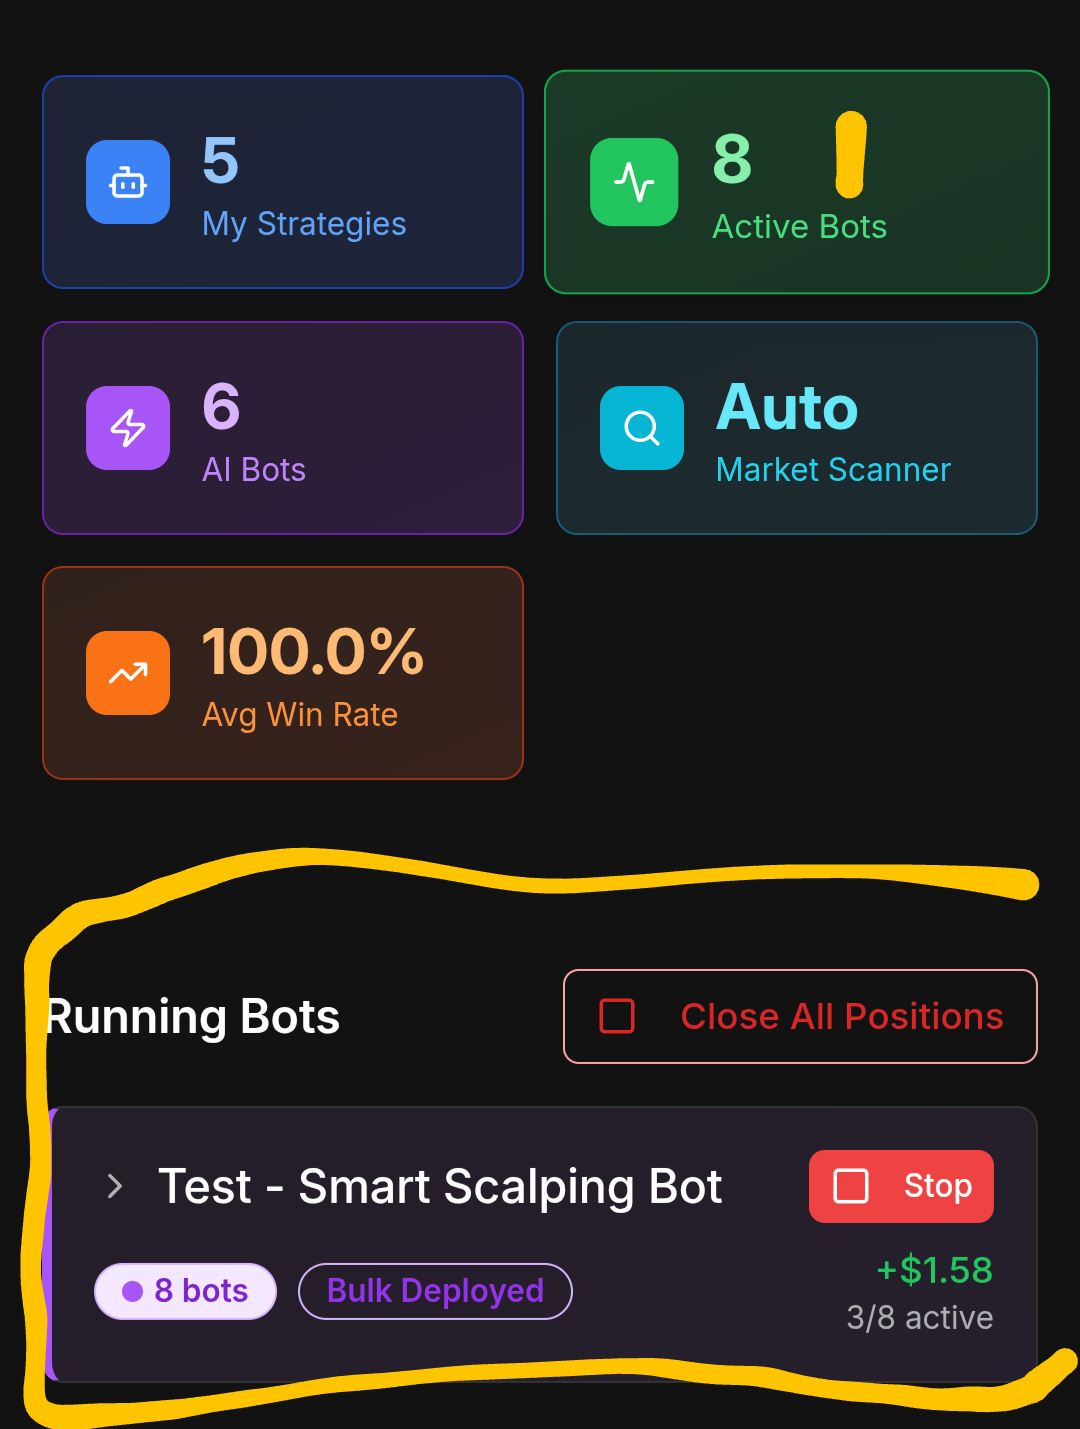 5
My Strategies
8
Active Bots
6
AI Bots
Auto
Market Scanner
100.0%
Avg Win Rate
Running Bots
Close All Positions
Test - Smart Scalping Bot
Stop
8 bots
Bulk Deployed
+$1.58
3/8 active